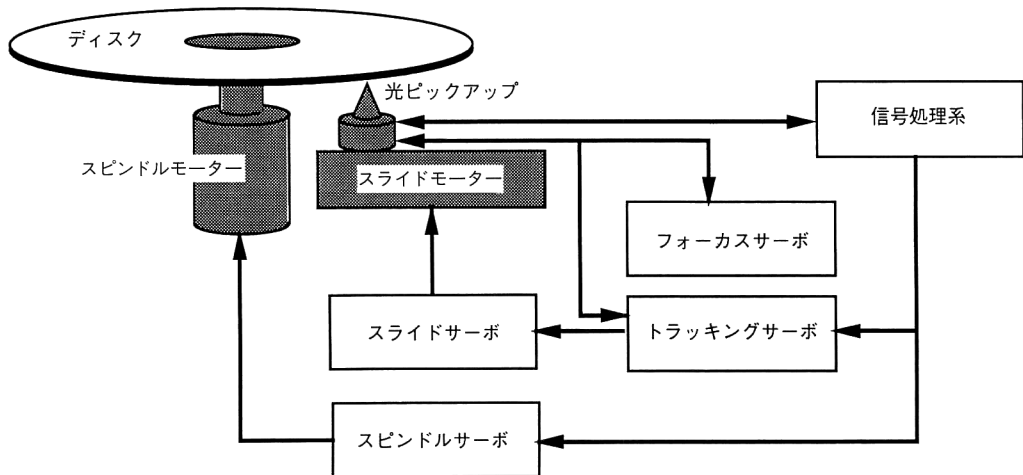 ディスク
光ピックアップ
信号処理系
スピンドルモーター
スライドモーター
フォーカスサーボ
スライドサーボ
トラッキングサーボ
スピンドルサーボ